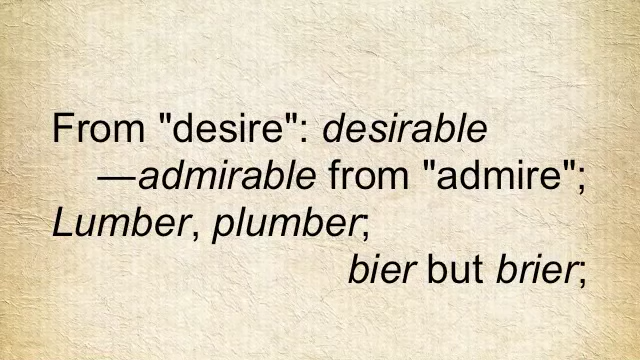 From "desire": desirable
—admirable from "admire";
Lumber, plumber;
bier but brier;